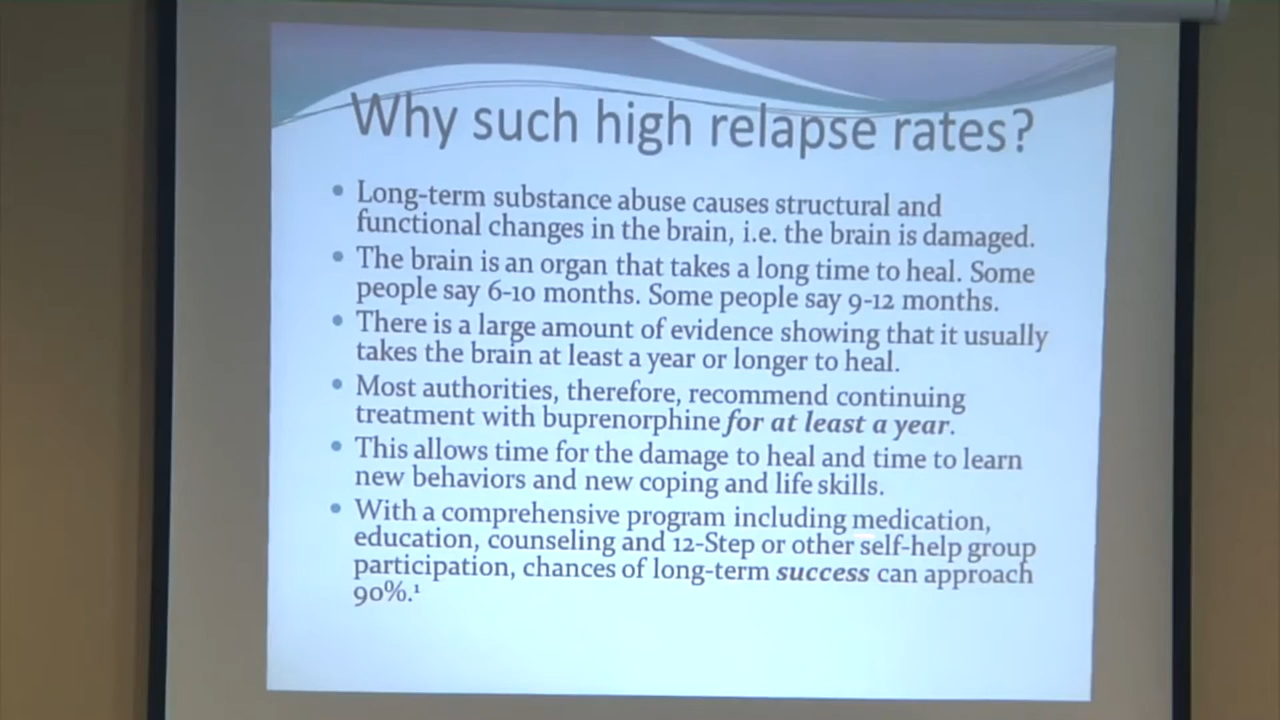 Why such high relapse rates?
• Long-term substance abuse causes structural and
functional changes in the brain, i.e. the brain is damaged.
• The brain is an organ that takes a long time to heal. Some
people say 6-10 months. Some people say 9-12 months.
• There is a large amount of evidence showing that it usually
takes the brain at least a year or longer to heal.
• Most authorities, therefore, recommend continuing
treatment with buprenorphine for at least a year.
• This allows time for the damage to heal and time to learn
new behaviors and new coping and life skills.
• With a comprehensive program including medication,
education, counseling and 12-Step or other self-help group
participation, chances of long-term success can approach
90%.¹